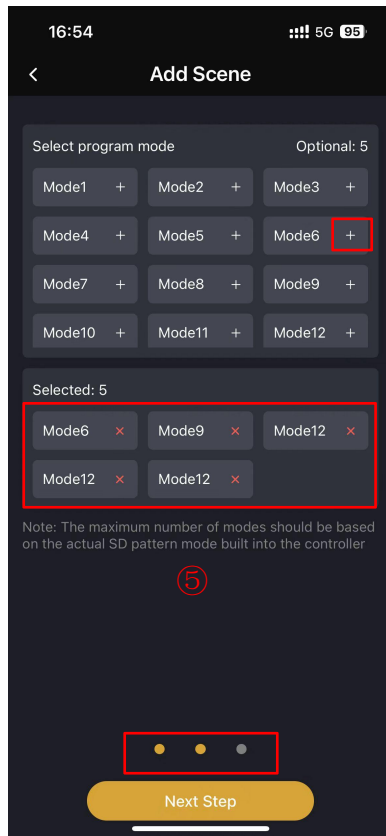 16:54 5G 95
< Add Scene
Select program mode Optional: 5
Mode1 + Mode2 + Mode3 +
Mode4 + Mode5 + Mode6 +
Mode7 + Mode8 + Mode9 +
Mode10 + Mode11 + Mode12 +
Selected: 5
Mode6 × Mode9 × Mode12 ×
Mode12 × Mode12 ×
Note: The maximum number of modes should be based
on the actual SD pattern mode built into the controller
⑤
Next Step